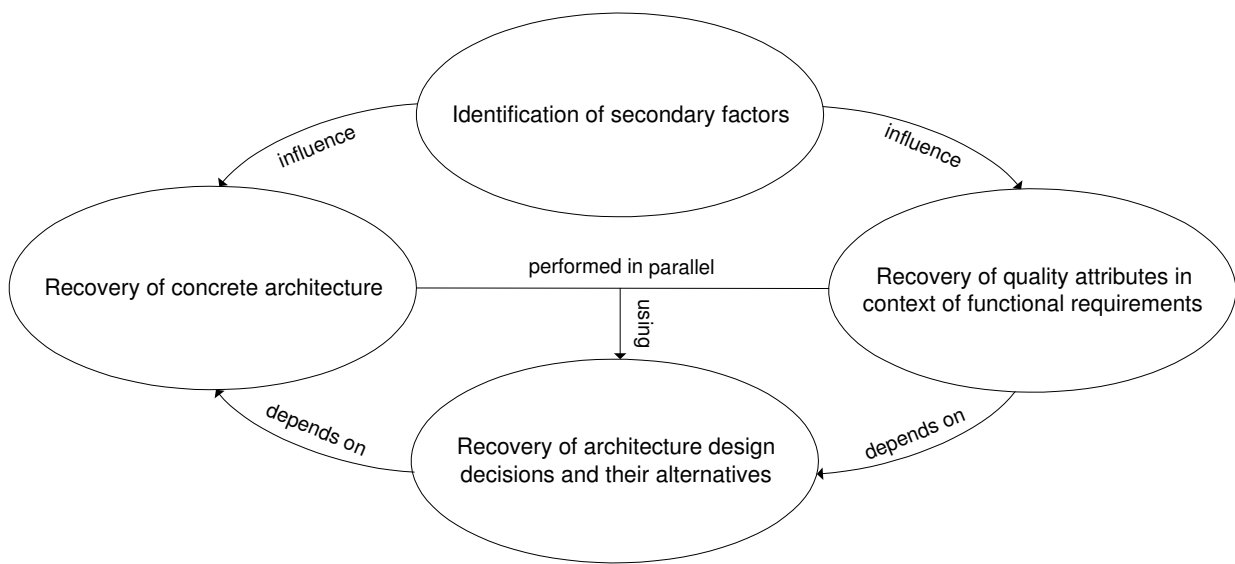 Identification of secondary factors
influence
influence
Recovery of concrete architecture
performed in parallel
Recovery of quality attributes in
context of functional requirements
using
depends on
Recovery of architecture design
decisions and their alternatives
depends on